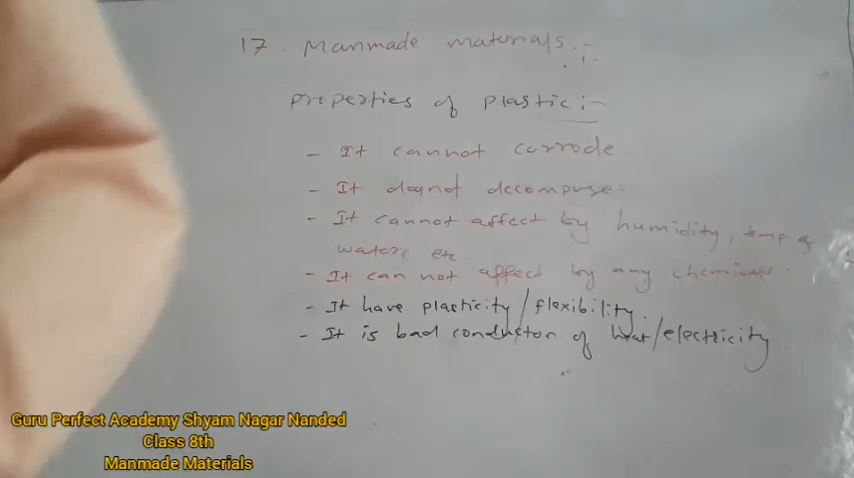 17. Manmade materials :-
properties of plastic :-
- It cannot corrode.
- It doesnot decompose.
- It cannot affect by humidity, temp of
water etc
- It can not affect by any chemicals.
- It have plasticity/flexibility.
- It is bad conductor of heat/electricity
Guru Perfect Academy Shyam Nagar Nanded
Class 8th
Manmade Materials